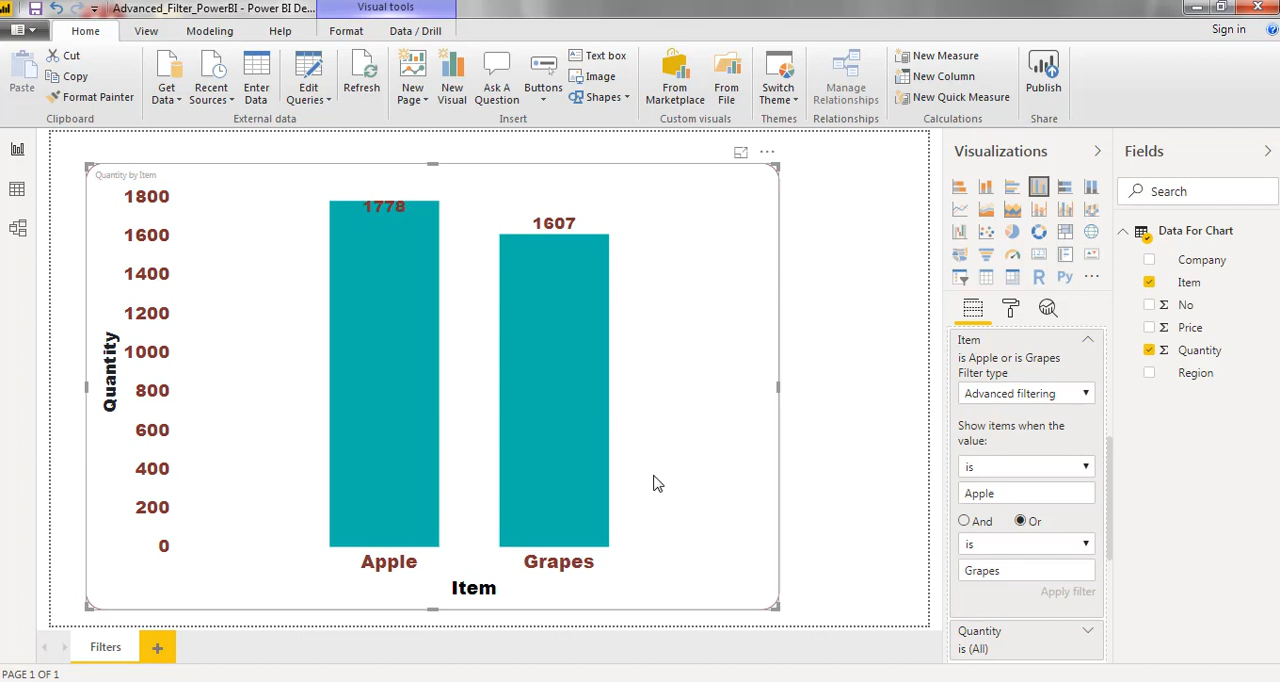 Advanced_Filter_PowerBI - Power BI De...
Visual tools
Home
View
Modeling
Help
Format
Data / Drill
Sign in
Paste
Cut
Copy
Format Painter
Clipboard
Get Data
Recent Sources
Enter Data
External data
Edit Queries
Refresh
New Page
New Visual
Ask A Question
Buttons
Text box
Image
Shapes
Insert
From Marketplace
From File
Custom visuals
Switch Theme
Themes
Manage Relationships
Relationships
New Measure
New Column
New Quick Measure
Calculations
Publish
Share
Quantity by Item
1800
1600
1400
1200
1000
800
600
400
200
0
Quantity
1778
1607
Apple
Grapes
Item
Visualizations
R
Py
Item
is Apple or is Grapes
Filter type
Advanced filtering
Show items when the
value:
is
Apple
And
Or
is
Grapes
Apply filter
Quantity
is (All)
Fields
Search
Data For Chart
Company
Item
Σ No
Σ Price
Σ Quantity
Region
Filters
PAGE 1 OF 1